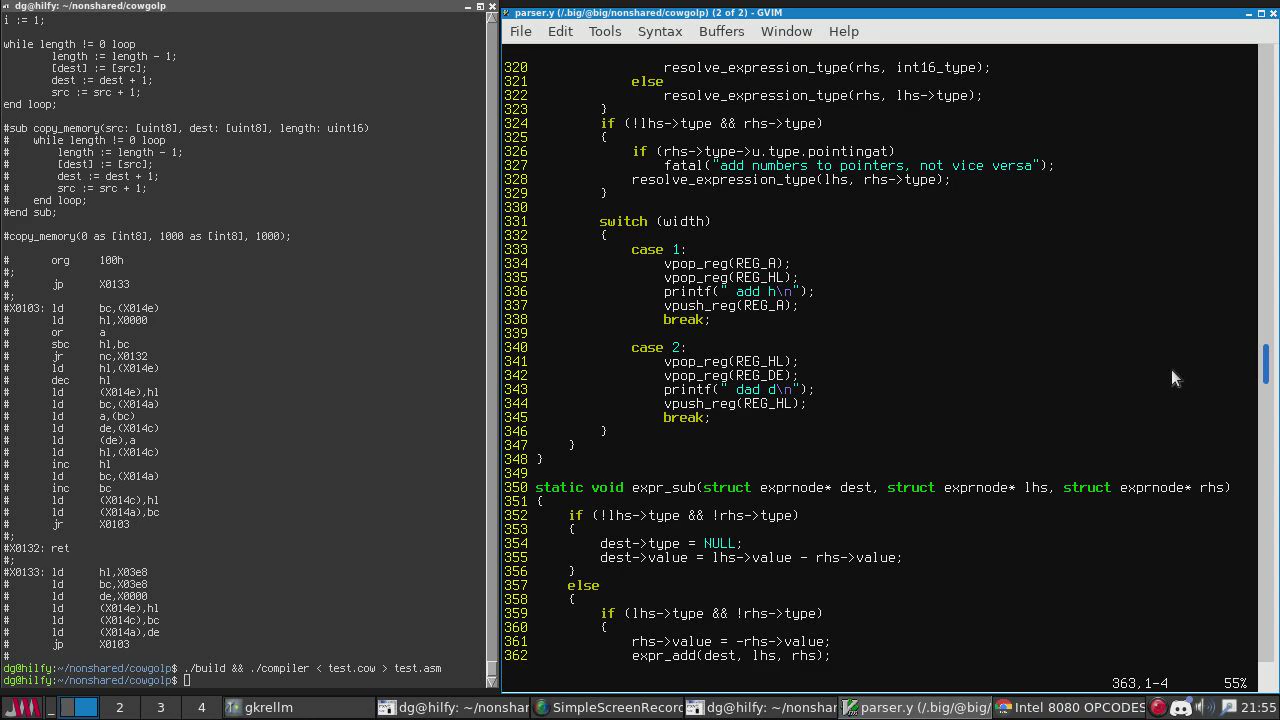 dg@hilfy: ~/nonshared/cowgolp
i := 1;
while length != 0 loop
length := length - 1;
[dest] := [src];
dest := dest + 1;
src := src + 1;
end loop;
#sub copy_memory(src: [uint8], dest: [uint8], length: uint16)
# while length != 0 loop
# length := length - 1;
# [dest] := [src];
# dest := dest + 1;
# src := src + 1;
# end loop;
#end sub;
#copy_memory(0 as [int8], 1000 as [int8], 1000);
# org 100h
#;
# jp X0133
#;
#X0103: ld bc,(X014e)
# ld hl,X0000
# or a
# sbc hl,bc
# jr nc,X0132
# ld hl,(X014e)
# dec hl
# ld (X014e),hl
# ld bc,(X014a)
# ld a,(bc)
# ld de,(X014c)
# ld (de),a
# ld hl,(X014c)
# inc hl
# ld bc,(X014a)
# inc bc
# ld (X014c),hl
# ld (X014a),bc
# jr X0103
#;
#X0132: ret
#;
#X0133: ld hl,X03e8
# ld bc,X03e8
# ld de,X0000
# ld (X014e),hl
# ld (X014c),bc
# ld (X014a),de
# jp X0103
#
dg@hilfy:~/nonshared/cowgolp$ ./build && ./compiler < test.cow > test.asm
dg@hilfy:~/nonshared/cowgolp$
parser.y (/.big/@big/nonshared/cowgolp) (2 of 2) - GVIM
File Edit Tools Syntax Buffers Window Help
320 resolve_expression_type(rhs, int16_type);
321 else
322 resolve_expression_type(rhs, lhs->type);
323 }
324 if (!lhs->type && rhs->type)
325 {
326 if (rhs->type->u.type.pointingat)
327 fatal("add numbers to pointers, not vice versa");
328 resolve_expression_type(lhs, rhs->type);
329 }
330
331 switch (width)
332 {
333 case 1:
334 vpop_reg(REG_A);
335 vpop_reg(REG_HL);
336 printf(" add h\n");
337 vpush_reg(REG_A);
338 break;
339
340 case 2:
341 vpop_reg(REG_HL);
342 vpop_reg(REG_DE);
343 printf(" dad d\n");
344 vpush_reg(REG_HL);
345 break;
346 }
347 }
348 }
349
350 static void expr_sub(struct exprnode* dest, struct exprnode* lhs, struct exprnode* rhs)
351 {
352 if (!lhs->type && !rhs->type)
353 {
354 dest->type = NULL;
355 dest->value = lhs->value - rhs->value;
356 }
357 else
358 {
359 if (lhs->type && !rhs->type)
360 {
361 rhs->value = -rhs->value;
362 expr_add(dest, lhs, rhs);
363,1-4 55%
2 3 4 gkrellm dg@hilfy: ~/nonshar SimpleScreenRecor dg@hilfy: ~/nonshar parser.y (/.big/@big/ Intel 8080 OPCODES 21:55